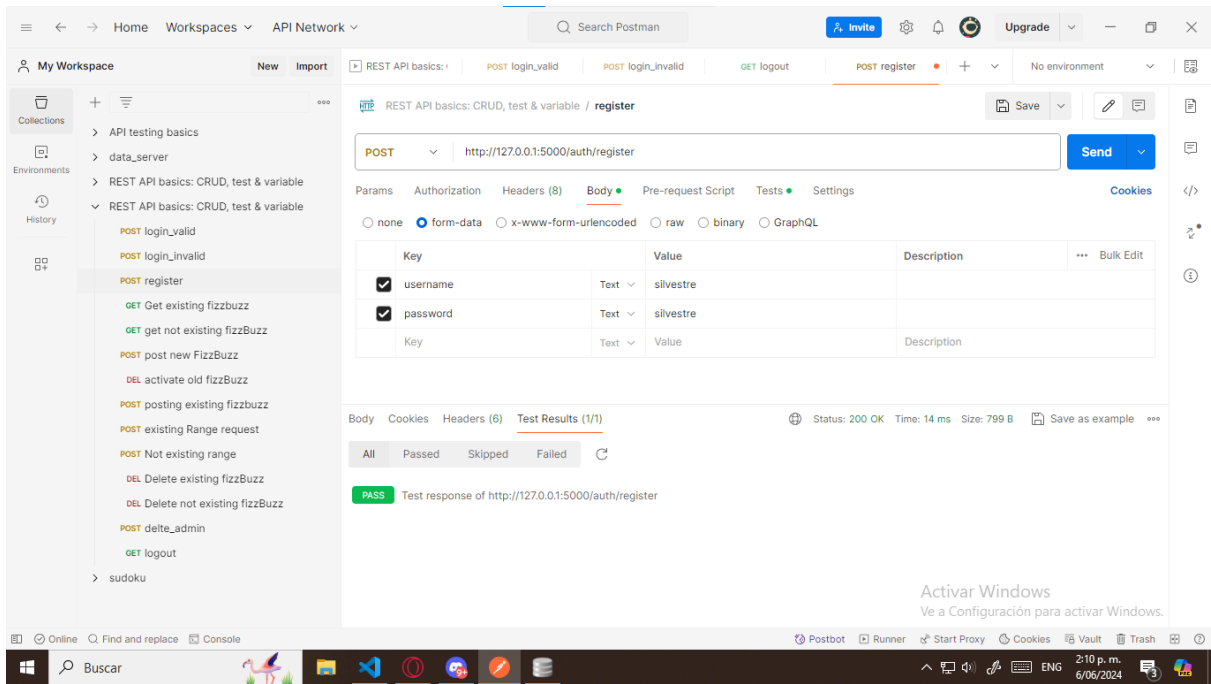 Home Workspaces API Network Search Postman Invite Upgrade
My Workspace New Import REST API basics: POST login_valid POST login_invalid GET logout POST register No environment
Collections
REST API basics: CRUD, test & variable / register Save
API testing basics
POST http://127.0.0.1:5000/auth/register Send
data_server
Environments
REST API basics: CRUD, test & variable
Params Authorization Headers (8) Body Pre-request Script Tests Settings Cookies
REST API basics: CRUD, test & variable
History
none form-data x-www-form-urlencoded raw binary GraphQL
POST login_valid
POST login_invalid
Key Value Description Bulk Edit
POST register
username Text silvestre
GET Get existing fizzbuzz
password Text silvestre
GET get not existing fizzBuzz
Key Text Value Description
POST post new FizzBuzz
DEL activate old fizzBuzz
POST posting existing fizzbuzz
Body Cookies Headers (6) Test Results (1/1) Status: 200 OK Time: 14 ms Size: 799 B Save as example
POST existing Range request
POST Not existing range
All Passed Skipped Failed
DEL Delete existing fizzBuzz
PASS Test response of http://127.0.0.1:5000/auth/register
DEL Delete not existing fizzBuzz
POST delte_admin
GET logout
sudoku
Activar Windows
Ve a Configuración para activar Windows.
Online Find and replace Console Postbot Runner Start Proxy Cookies Vault Trash
Buscar ENG 2:10 p. m.
6/06/2024 3